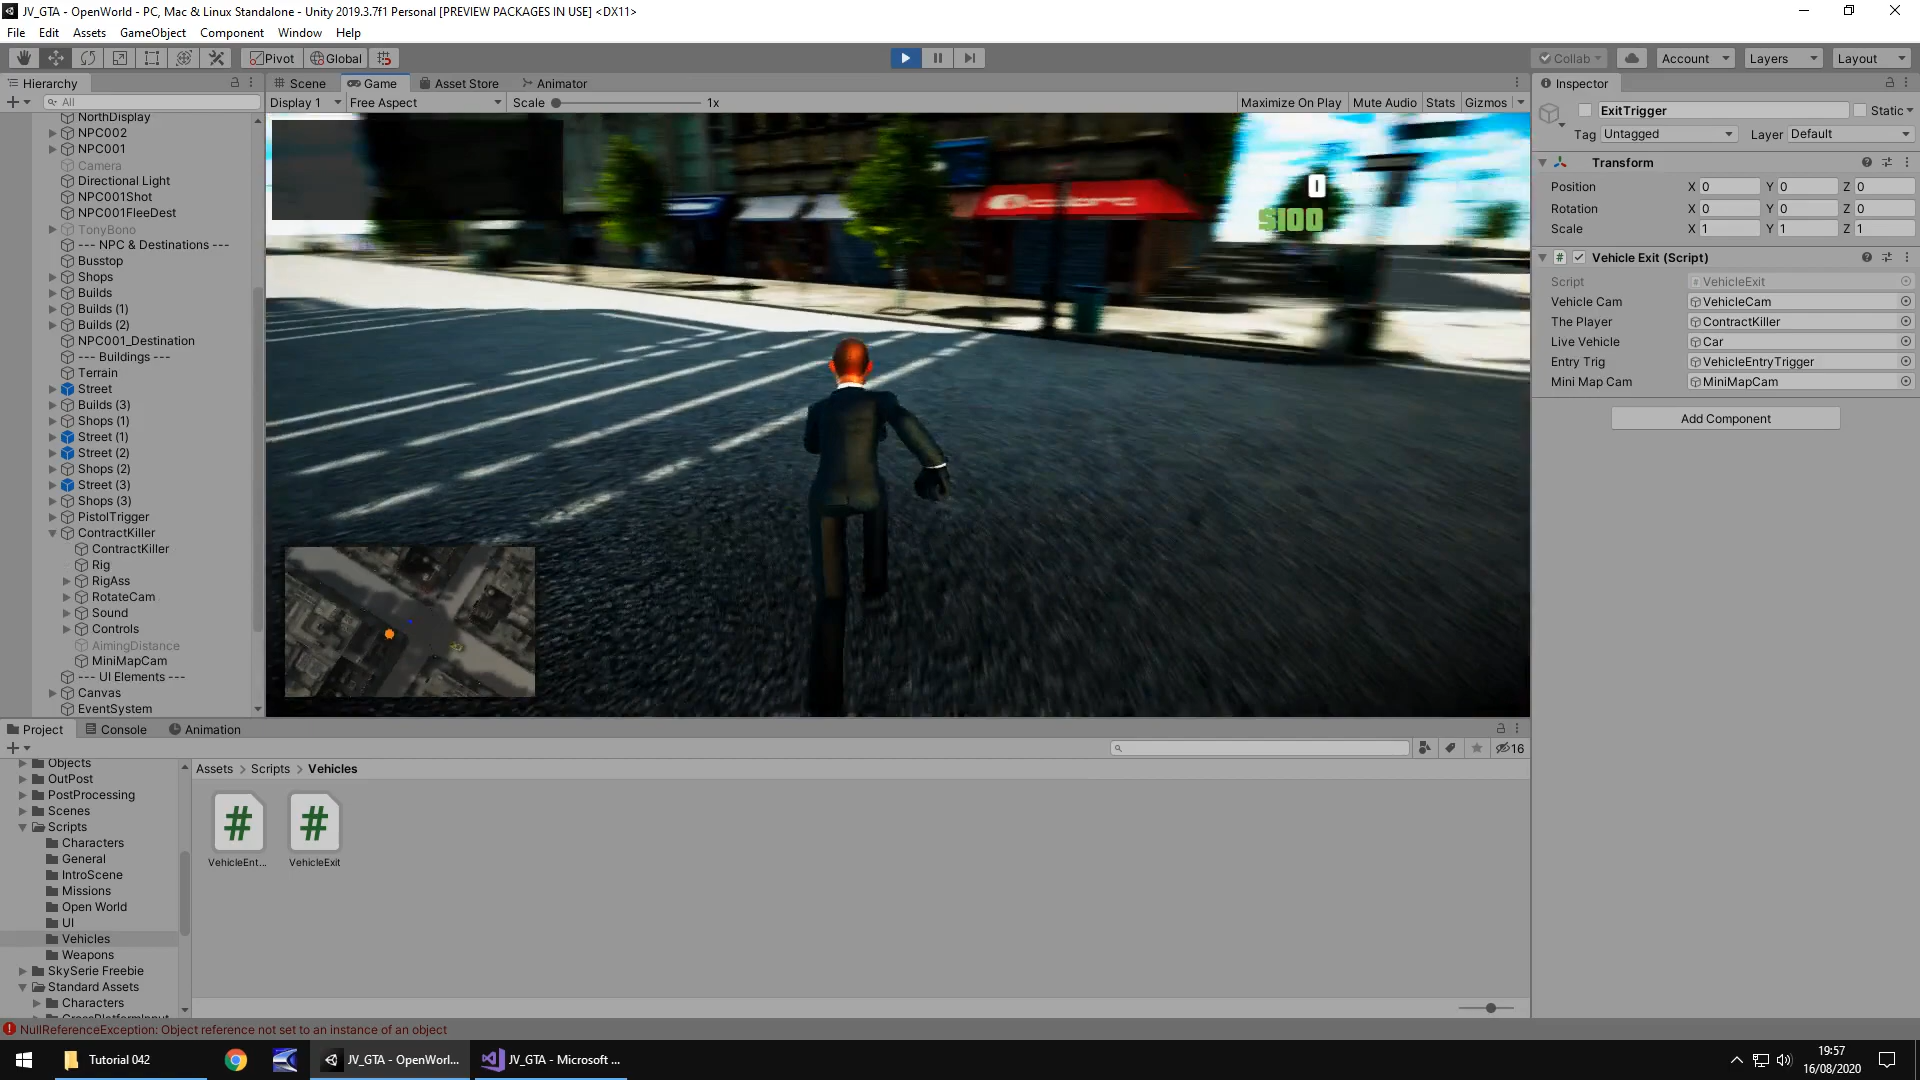 JV_GTA - OpenWorld - PC, Mac & Linux Standalone - Unity 2019.3.7f1 Personal [PREVIEW PACKAGES IN USE] <DX11>
File Edit Assets GameObject Component Window Help
Pivot Global Collab Account Layers Layout
Hierarchy
All
NorthDisplay
NPC002
NPC001
Camera
Directional Light
NPC001Shot
NPC001FleeDest
TonyBono
--- NPC & Destinations ---
Busstop
Shops
Builds
Builds (1)
Builds (2)
NPC001_Destination
--- Buildings ---
Terrain
Street
Builds (3)
Shops (1)
Street (1)
Street (2)
Shops (2)
Street (3)
Shops (3)
PistolTrigger
ContractKiller
ContractKiller
Rig
RigAss
RotateCam
Sound
Controls
AimingDistance
MiniMapCam
--- UI Elements ---
Canvas
EventSystem
Scene Game Asset Store Animator
Display 1 Free Aspect Scale 1x Maximize On Play Mute Audio Stats Gizmos
0
$100
Inspector
ExitTrigger Static
Tag Untagged Layer Default
Transform
Position X 0 Y 0 Z 0
Rotation X 0 Y 0 Z 0
Scale X 1 Y 1 Z 1
# Vehicle Exit (Script)
Script VehicleExit
Vehicle Cam VehicleCam
The Player ContractKiller
Live Vehicle Car
Entry Trig VehicleEntryTrigger
Mini Map Cam MiniMapCam
Add Component
Project Console Animation
16
Objects
OutPost
PostProcessing
Scenes
Scripts
Characters
General
IntroScene
Missions
Open World
UI
Vehicles
Weapons
SkySerie Freebie
Standard Assets
Characters
Assets > Scripts > Vehicles
# #
VehicleEnt... VehicleExit
NullReferenceException: Object reference not set to an instance of an object
Tutorial 042 JV_GTA - OpenWorl... JV_GTA - Microsoft ...
19:57
16/08/2020